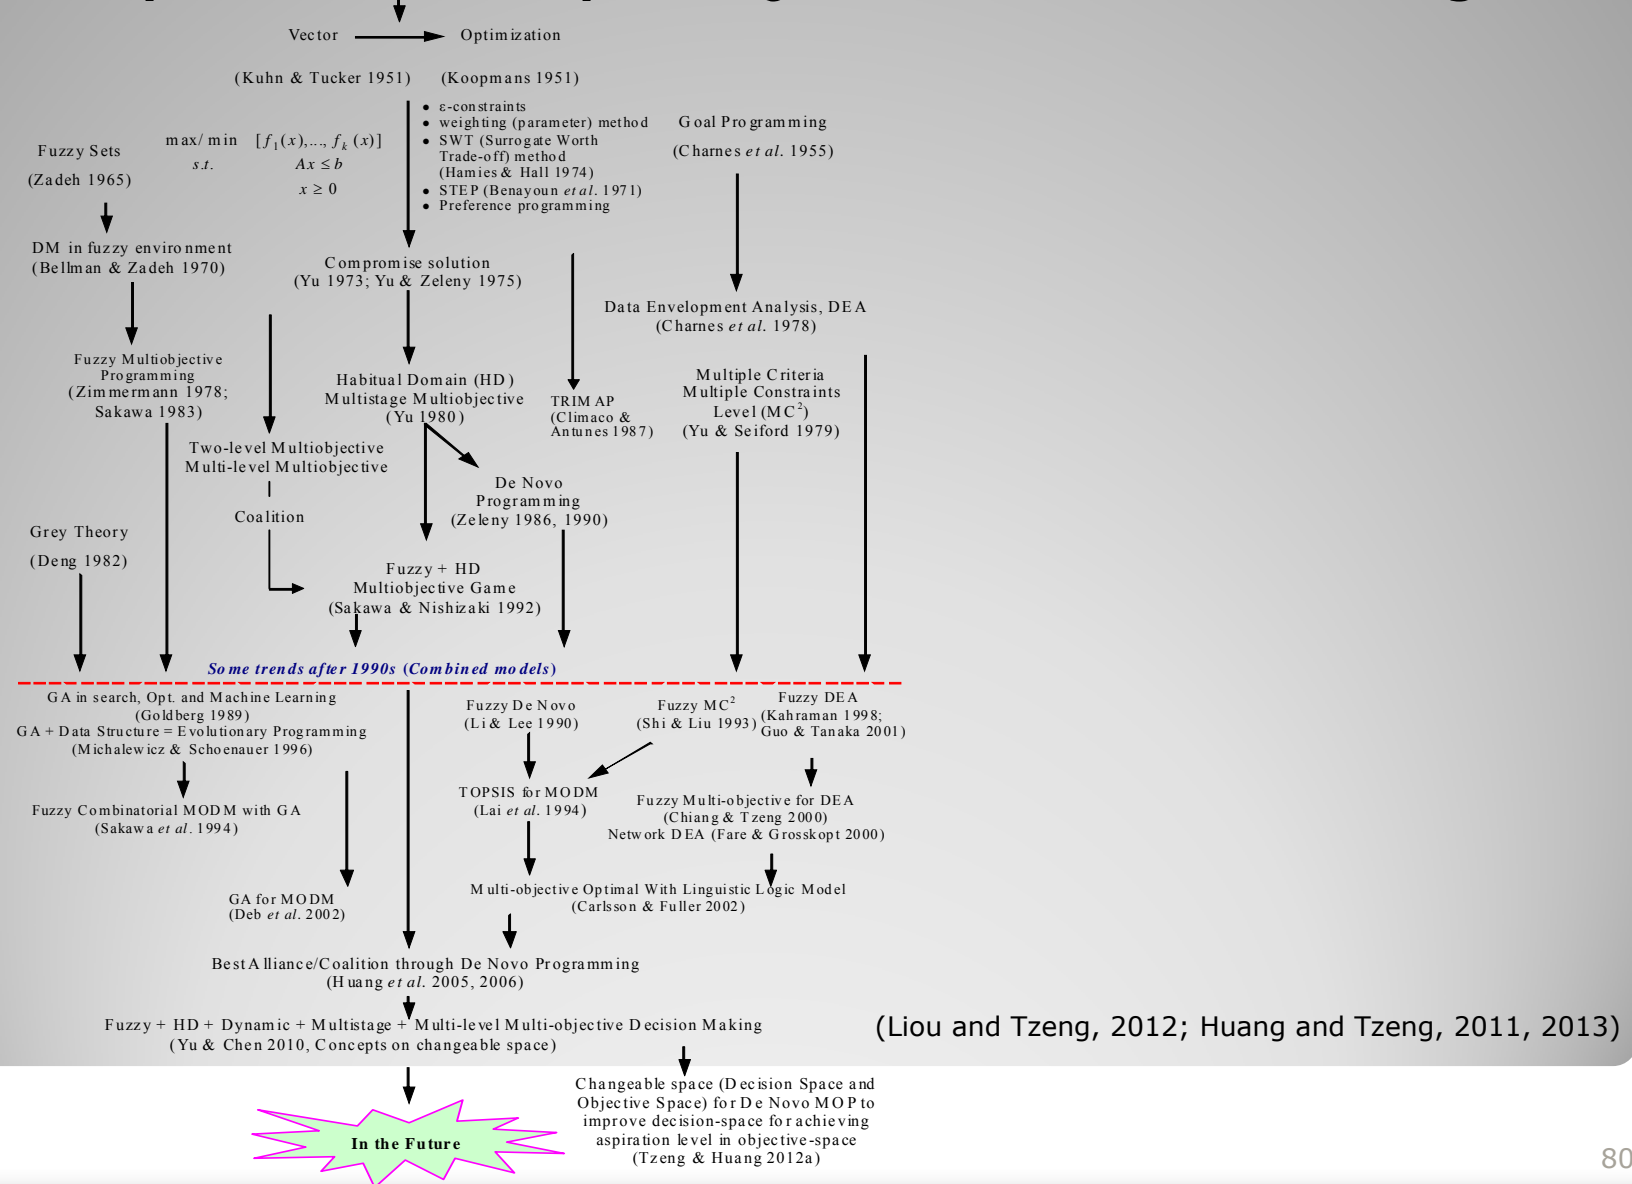 Vector
Optimization
(Kuhn & Tucker 1951)
(Koopmans 1951)
• ε-constraints
• weighting (parameter) method
• SWT (Surrogate Worth
Trade-off) method
(Hamies & Hall 1974)
• STEP (Benayoun et al. 1971)
• Preference programming
Goal Programming
(Charnes et al. 1955)
Fuzzy Sets
(Zadeh 1965)
max/ min [f₁(x),..., fₖ (x)]
s.t. Ax ≤ b
x ≥ 0
DM in fuzzy environment
(Bellman & Zadeh 1970)
Compromise solution
(Yu 1973; Yu & Zeleny 1975)
Data Envelopment Analysis, DEA
(Charnes et al. 1978)
Fuzzy Multiobjective
Programming
(Zimmermann 1978;
Sakawa 1983)
Habitual Domain (HD)
Multistage Multiobjective
(Yu 1980)
TRIMAP
(Climaco &
Antunes 1987)
Multiple Criteria
Multiple Constraints
Level (MC²)
(Yu & Seiford 1979)
Two-level Multiobjective
Multi-level Multiobjective
De Novo
Programming
(Zeleny 1986, 1990)
Coalition
Grey Theory
(Deng 1982)
Fuzzy + HD
Multiobjective Game
(Sakawa & Nishizaki 1992)
Some trends after 1990s (Combined models)
GA in search, Opt. and Machine Learning
(Goldberg 1989)
GA + Data Structure = Evolutionary Programming
(Michalewicz & Schoenauer 1996)
Fuzzy De Novo
(Li & Lee 1990)
Fuzzy MC²
(Shi & Liu 1993)
Fuzzy DEA
(Kahraman 1998;
Guo & Tanaka 2001)
Fuzzy Combinatorial MODM with GA
(Sakawa et al. 1994)
TOPSIS for MODM
(Lai et al. 1994)
Fuzzy Multi-objective for DEA
(Chiang & Tzeng 2000)
Network DEA (Fare & Grosskopt 2000)
GA for MODM
(Deb et al. 2002)
Multi-objective Optimal With Linguistic Logic Model
(Carlsson & Fuller 2002)
Best Alliance/Coalition through De Novo Programming
(Huang et al. 2005, 2006)
Fuzzy + HD + Dynamic + Multistage + Multi-level Multi-objective Decision Making
(Yu & Chen 2010, Concepts on changeable space)
(Liou and Tzeng, 2012; Huang and Tzeng, 2011, 2013)
Changeable space (Decision Space and
Objective Space) for De Novo MOP to
improve decision-space for achieving
aspiration level in objective-space
(Tzeng & Huang 2012a)
In the Future
80